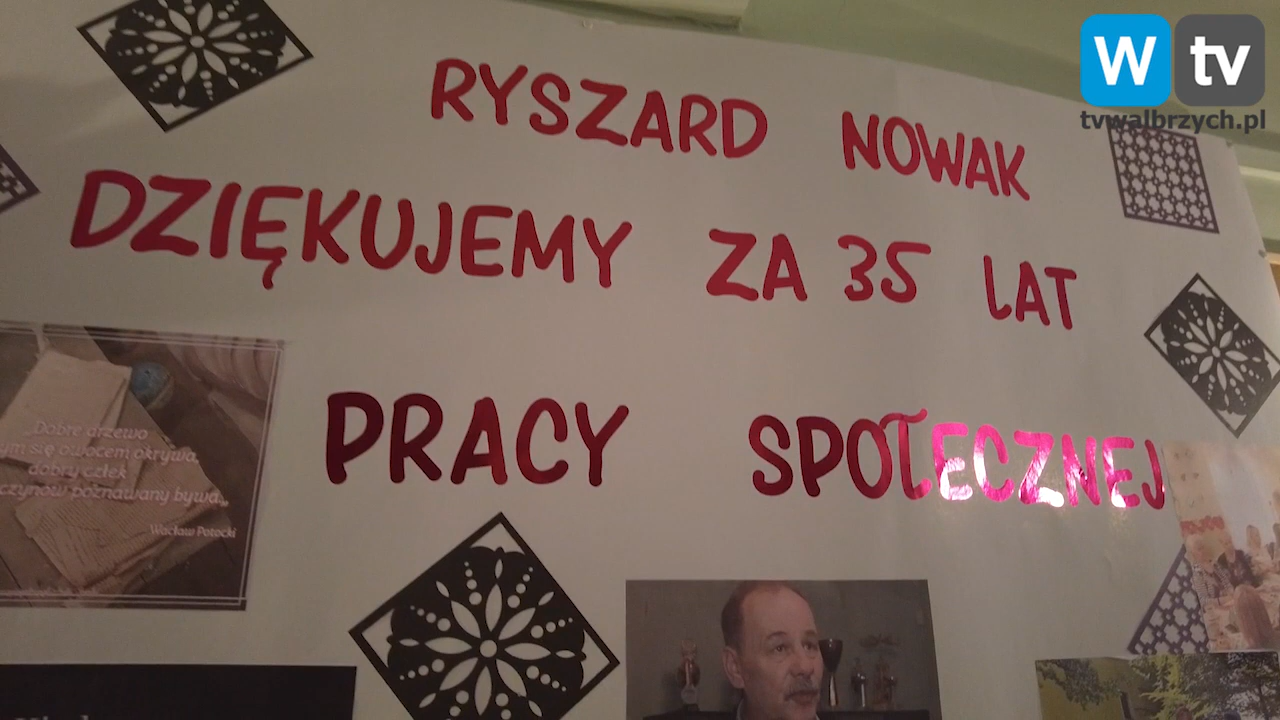 W tv
tvwalbrzych.pl
RYSZARD NOWAK
DZIĘKUJEMY ZA 35 LAT
PRACY SPOŁECZNEJ
„Dobre drzewo
się owocem okrywa,
dobry człek
czynów poznawany bywa.„
Wacław Potocki